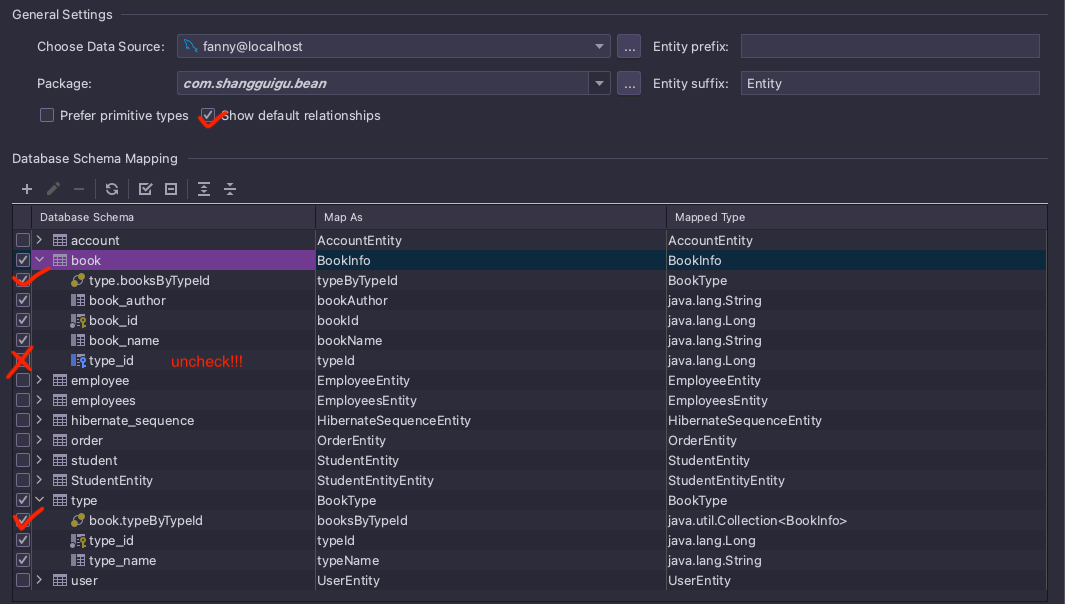 General Settings
Choose Data Source: fanny@localhost ... Entity prefix:
Package: com.shangguigu.bean ... Entity suffix: Entity
Prefer primitive types Show default relationships
Database Schema Mapping
Database Schema Map As Mapped Type
account AccountEntity AccountEntity
book BookInfo BookInfo
type.booksByTypeId typeByTypeId BookType
book_author bookAuthor java.lang.String
book_id bookId java.lang.Long
book_name bookName java.lang.String
type_id uncheck!!! typeId java.lang.Long
employee EmployeeEntity EmployeeEntity
employees EmployeesEntity EmployeesEntity
hibernate_sequence HibernateSequenceEntity HibernateSequenceEntity
order OrderEntity OrderEntity
student StudentEntity StudentEntity
StudentEntity StudentEntityEntity StudentEntityEntity
type BookType BookType
book.typeByTypeId booksByTypeId java.util.Collection<BookInfo>
type_id typeId java.lang.Long
type_name typeName java.lang.String
user UserEntity UserEntity